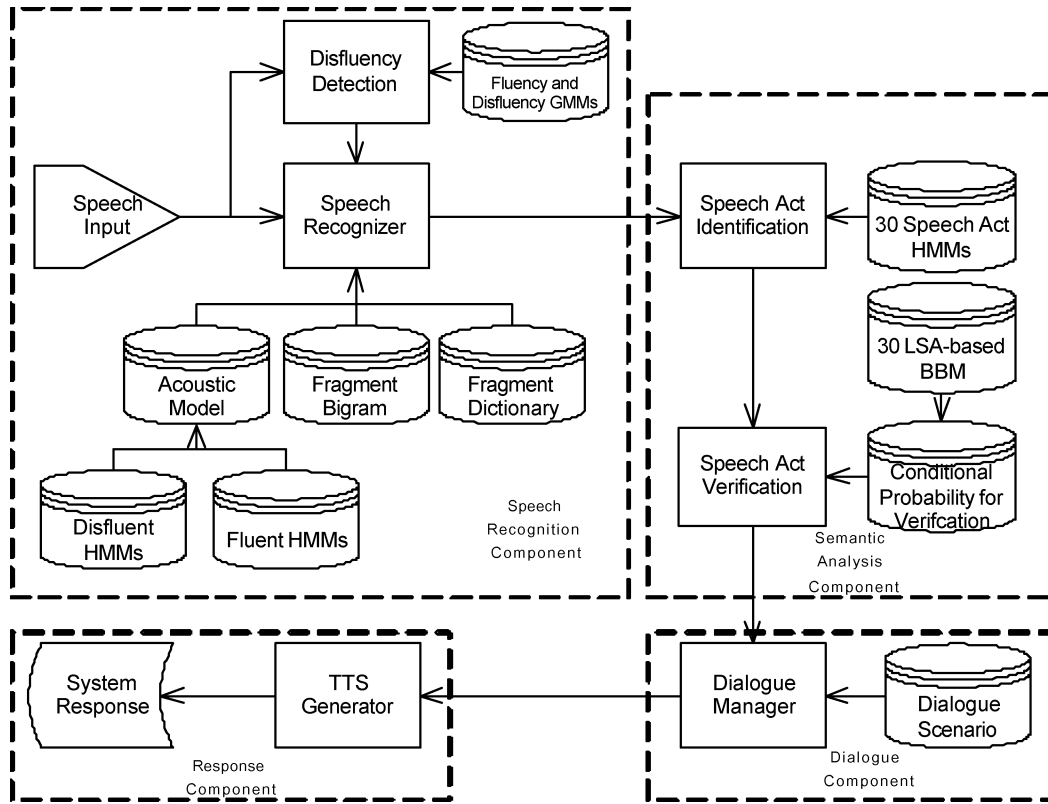 Disfluency
Detection
Fluency and
Disfluency GMMs
Speech
Input
Speech
Recognizer
Acoustic
Model
Fragment
Bigram
Fragment
Dictionary
Disfluent
HMMs
Fluent HMMs
Speech
Recognition
Component
Speech Act
Identification
30 Speech Act
HMMs
30 LSA-based
BBM
Speech Act
Verification
Conditional
Probability for
Verifcation
Semantic
Analysis
Component
System
Response
TTS
Generator
Response
Component
Dialogue
Manager
Dialogue
Scenario
Dialogue
Component